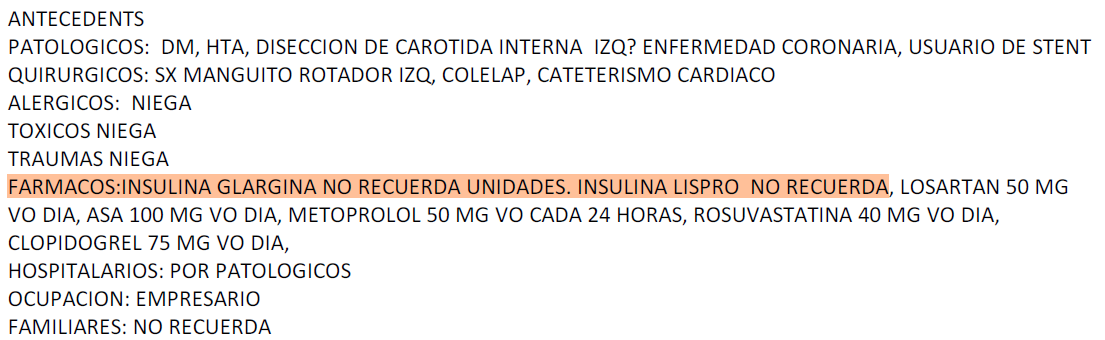 ANTECEDENTS
PATOLOGICOS:  DM, HTA, DISECCION DE CAROTIDA INTERNA  IZQ? ENFERMEDAD CORONARIA, USUARIO DE STENT
QUIRURGICOS: SX MANGUITO ROTADOR IZQ, COLELAP, CATETERISMO CARDIACO
ALERGICOS:  NIEGA
TOXICOS NIEGA
TRAUMAS NIEGA
FARMACOS:INSULINA GLARGINA NO RECUERDA UNIDADES. INSULINA LISPRO  NO RECUERDA, LOSARTAN 50 MG
VO DIA, ASA 100 MG VO DIA, METOPROLOL 50 MG VO CADA 24 HORAS, ROSUVASTATINA 40 MG VO DIA,
CLOPIDOGREL 75 MG VO DIA,
HOSPITALARIOS: POR PATOLOGICOS
OCUPACION: EMPRESARIO
FAMILIARES: NO RECUERDA